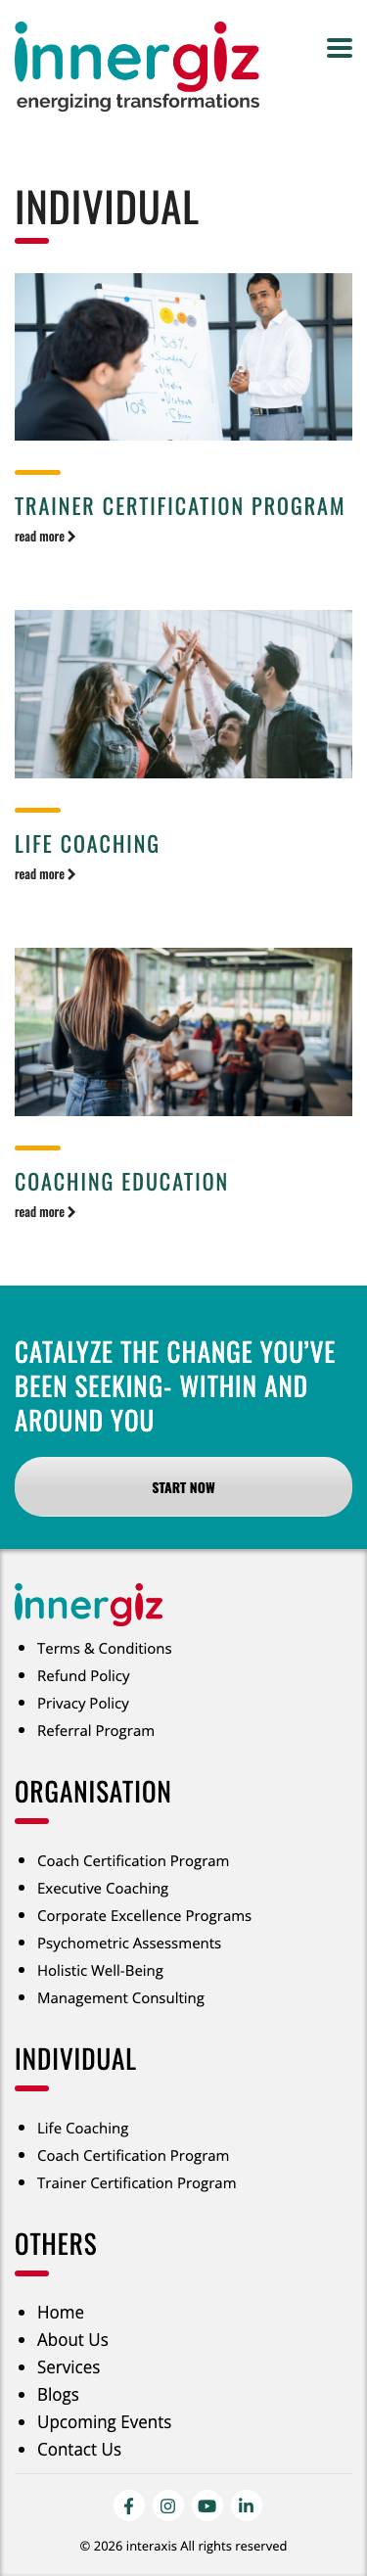 innergiz
energizing transformations
INDIVIDUAL
TRAINER CERTIFICATION PROGRAM
read more
LIFE COACHING
read more
COACHING EDUCATION
read more
CATALYZE THE CHANGE YOU’VE
BEEN SEEKING- WITHIN AND
AROUND YOU
START NOW
innergiz
Terms & Conditions
Refund Policy
Privacy Policy
Referral Program
ORGANISATION
Coach Certification Program
Executive Coaching
Corporate Excellence Programs
Psychometric Assessments
Holistic Well-Being
Management Consulting
INDIVIDUAL
Life Coaching
Coach Certification Program
Trainer Certification Program
OTHERS
Home
About Us
Services
Blogs
Upcoming Events
Contact Us
© 2026 interaxis All rights reserved